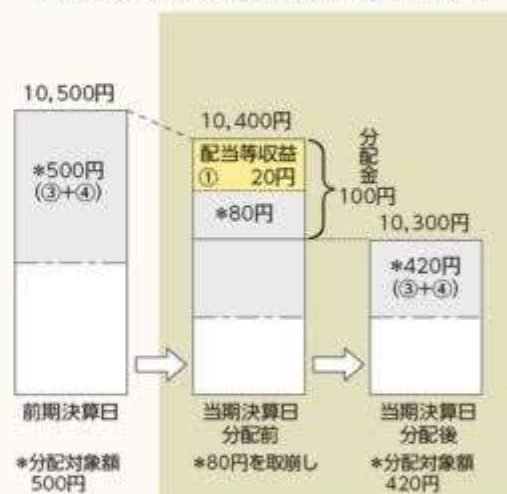 10,500円
*500円
(③+④)
前期決算日
*分配対象額
500円
10,400円
配当等収益
① 20円
*80円
分配金
100円
当期決算日
分配前
*80円を取崩し
10,300円
*420円
(③+④)
当期決算日
分配後
*分配対象額
420円